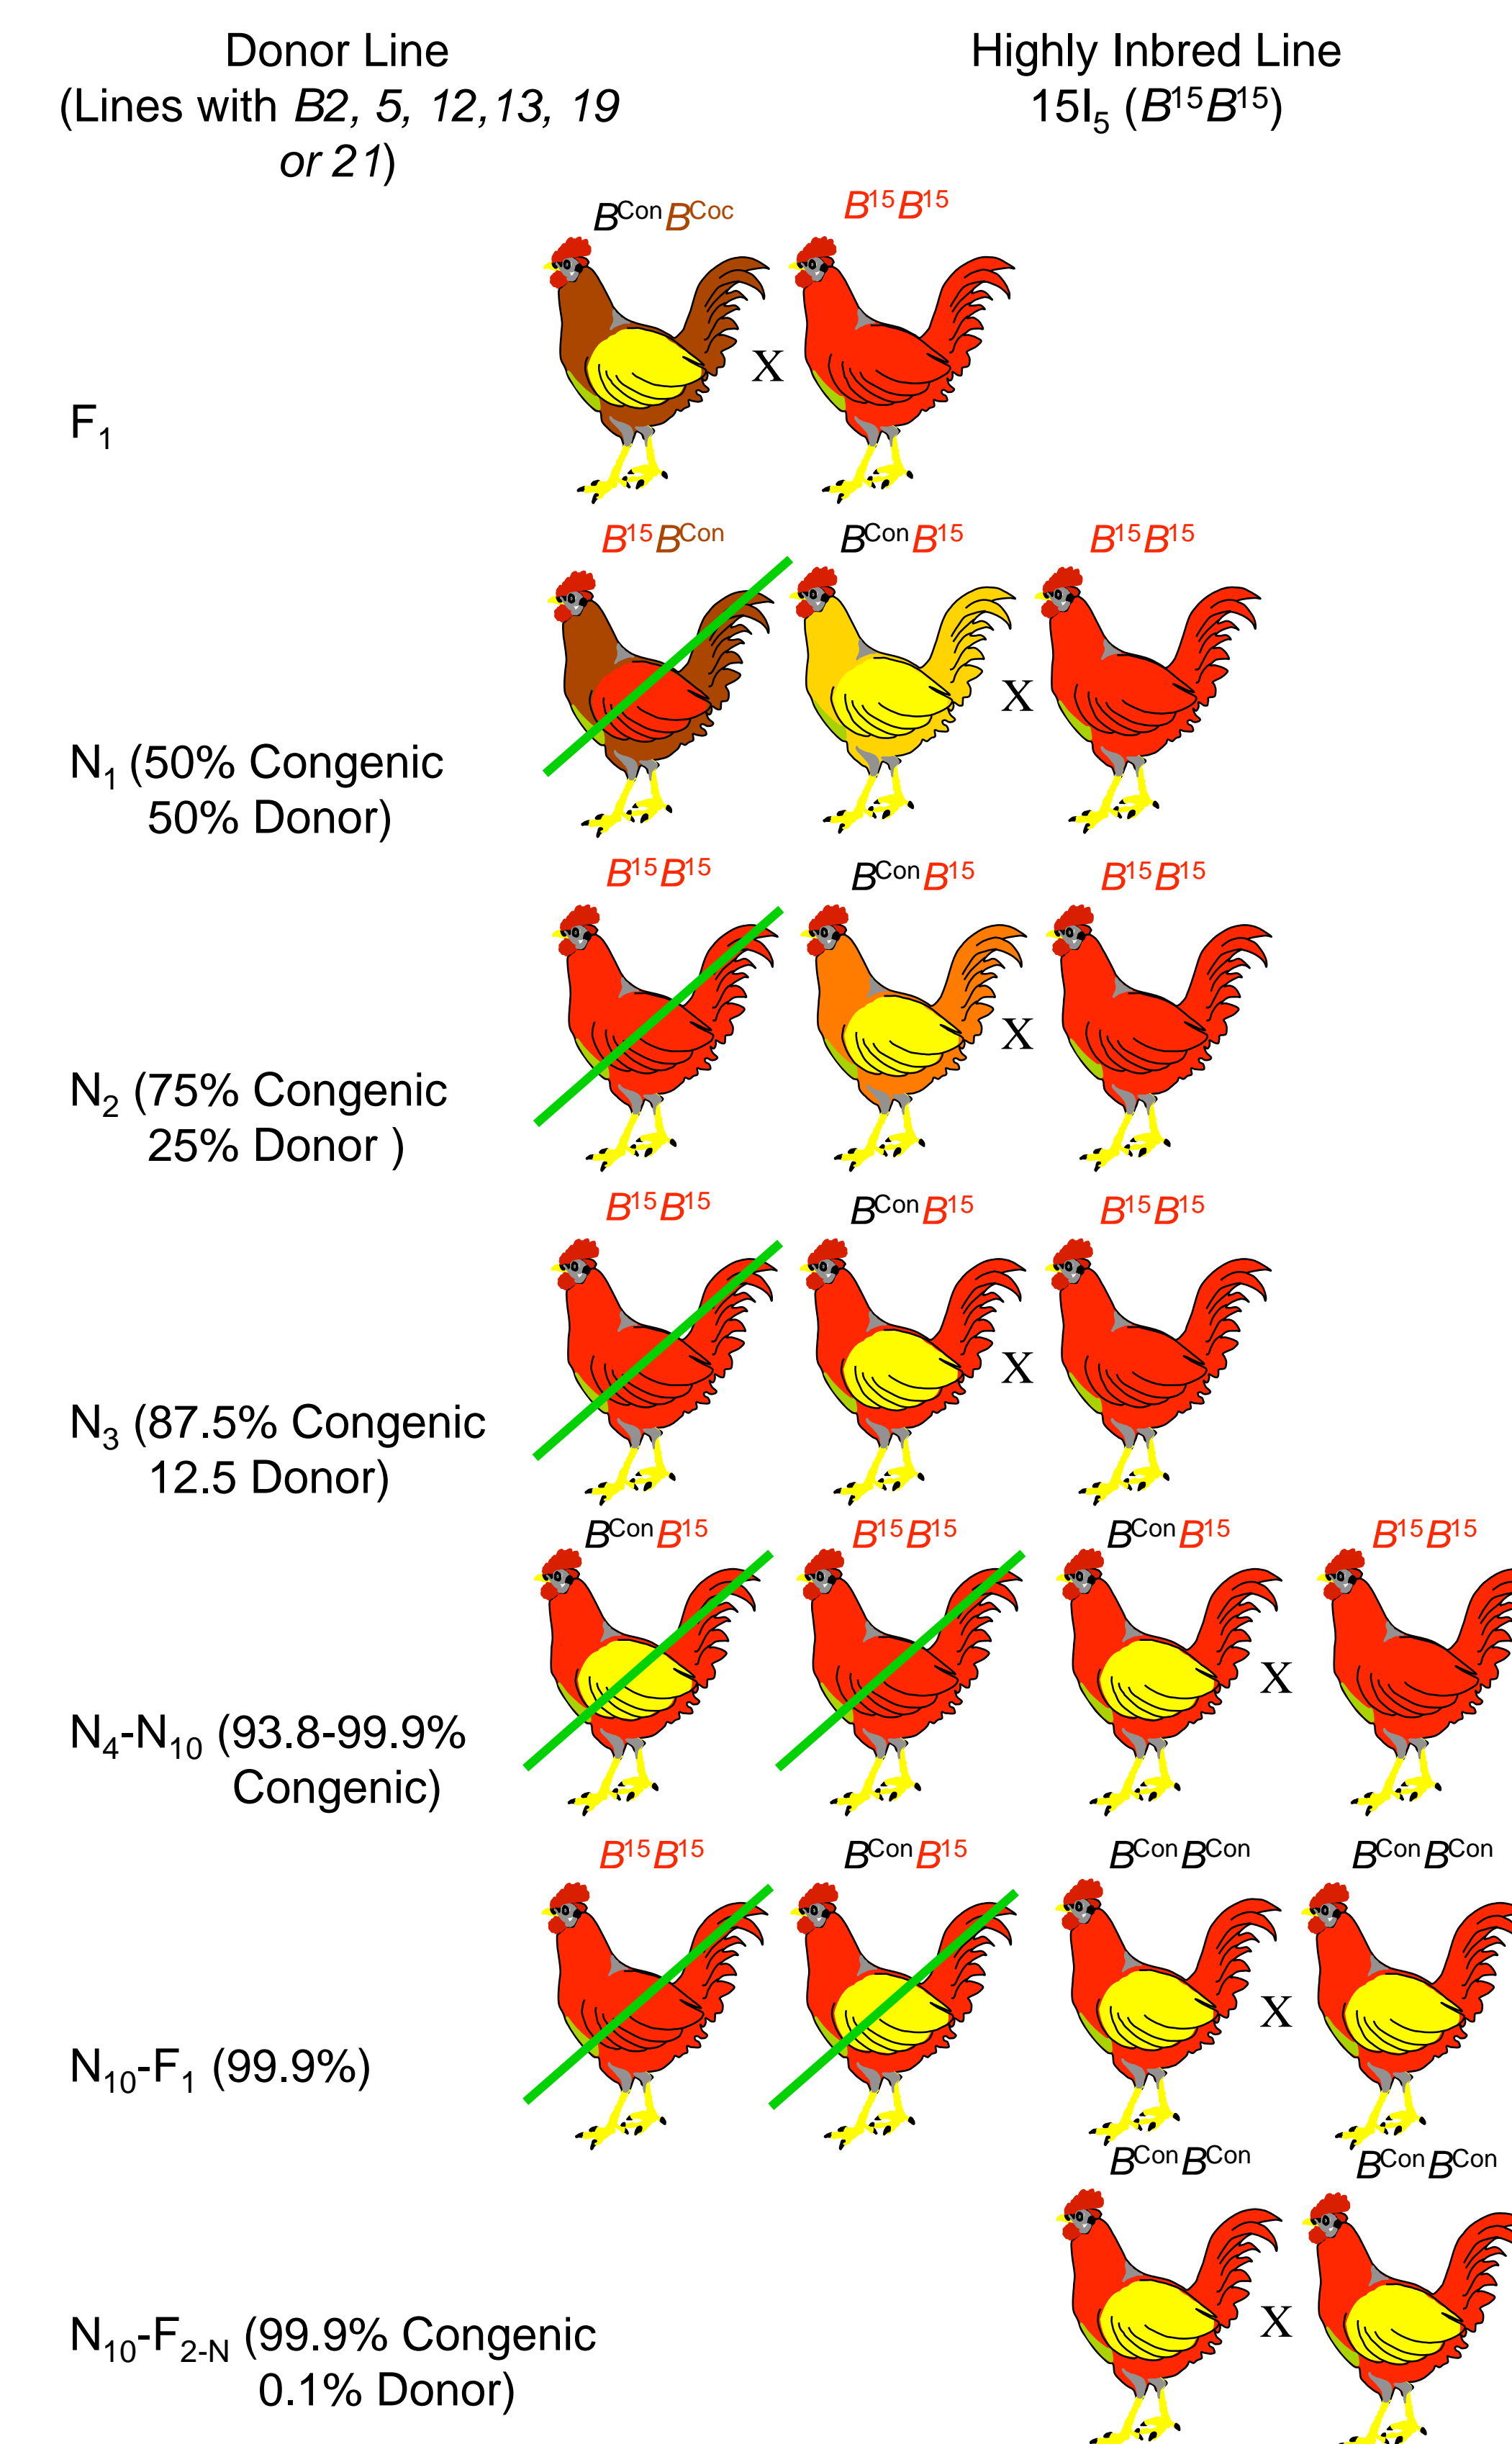 Donor Line
(Lines with B2, 5, 12,13, 19
or 21)
Highly Inbred Line
15I₅ (B¹⁵B¹⁵)
BCon BCoc
B¹⁵B¹⁵
X
F₁
B¹⁵BCon
BConB¹⁵
B¹⁵B¹⁵
X
N₁ (50% Congenic
50% Donor)
B¹⁵B¹⁵
BConB¹⁵
B¹⁵B¹⁵
X
N₂ (75% Congenic
25% Donor )
B¹⁵B¹⁵
BConB¹⁵
B¹⁵B¹⁵
X
N₃ (87.5% Congenic
12.5 Donor)
BConB¹⁵
B¹⁵B¹⁵
BConB¹⁵
B¹⁵B¹⁵
X
N₄-N₁₀ (93.8-99.9%
Congenic)
B¹⁵B¹⁵
BConB¹⁵
BConBCon
BConBCon
X
N₁₀-F₁ (99.9%)
BConBCon
BConBCon
X
N₁₀-F₂₋N (99.9% Congenic
0.1% Donor)